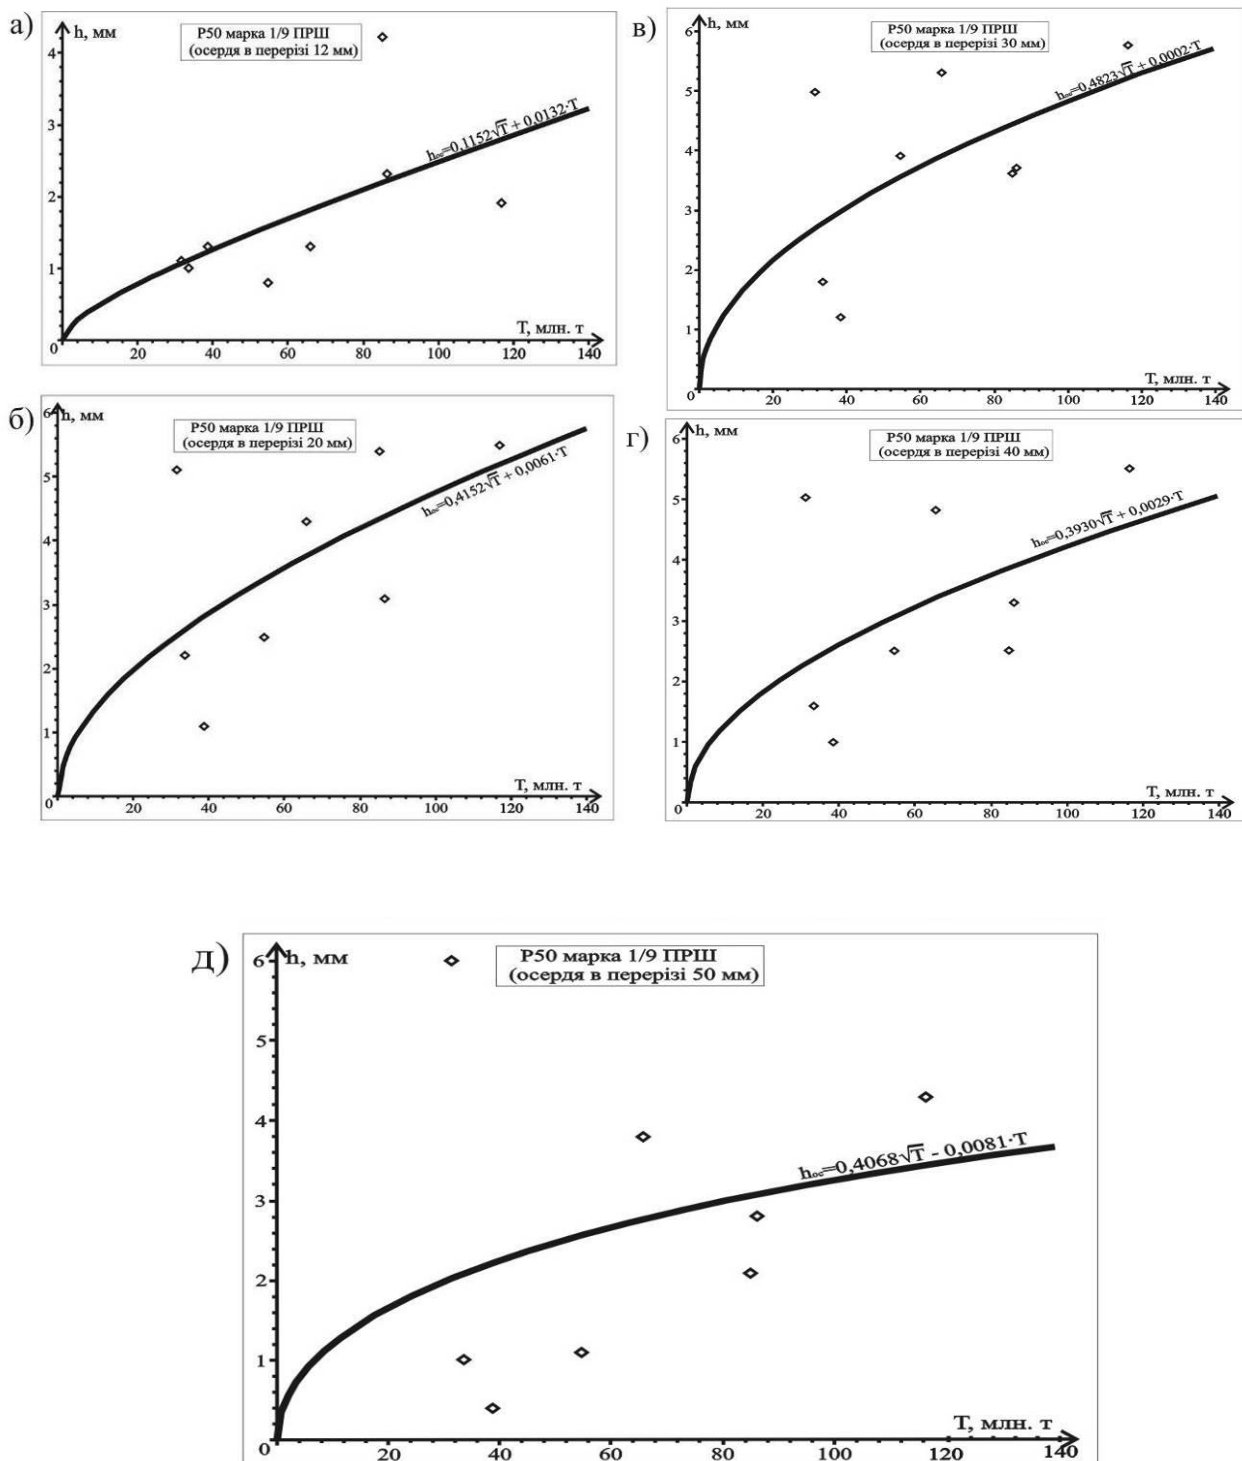 а)
h, мм
Р50 марка 1/9 ПРШ
(осердя в перерізі 12 мм)
hос=0,1152√T + 0,0132·T
4
3
2
1
0
T, млн. т
20 40 60 80 100 120 140
в)
h, мм
Р50 марка 1/9 ПРШ
(осердя в перерізі 30 мм)
hос=0,4823√T + 0,0002·T
6
5
4
3
2
1
0
T, млн. т
20 40 60 80 100 120 140
б)
h, мм
Р50 марка 1/9 ПРШ
(осердя в перерізі 20 мм)
hос=0,4152√T + 0,0061·T
6
5
4
3
2
1
0
T, млн. т
20 40 60 80 100 120 140
г)
h, мм
Р50 марка 1/9 ПРШ
(осердя в перерізі 40 мм)
hос=0,3930√T + 0,0029·T
6
5
4
3
2
1
0
T, млн. т
20 40 60 80 100 120 140
д)
h, мм
Р50 марка 1/9 ПРШ
(осердя в перерізі 50 мм)
hос=0,4068√T - 0,0081·T
6
5
4
3
2
1
0
T, млн. т
20 40 60 80 100 120 140